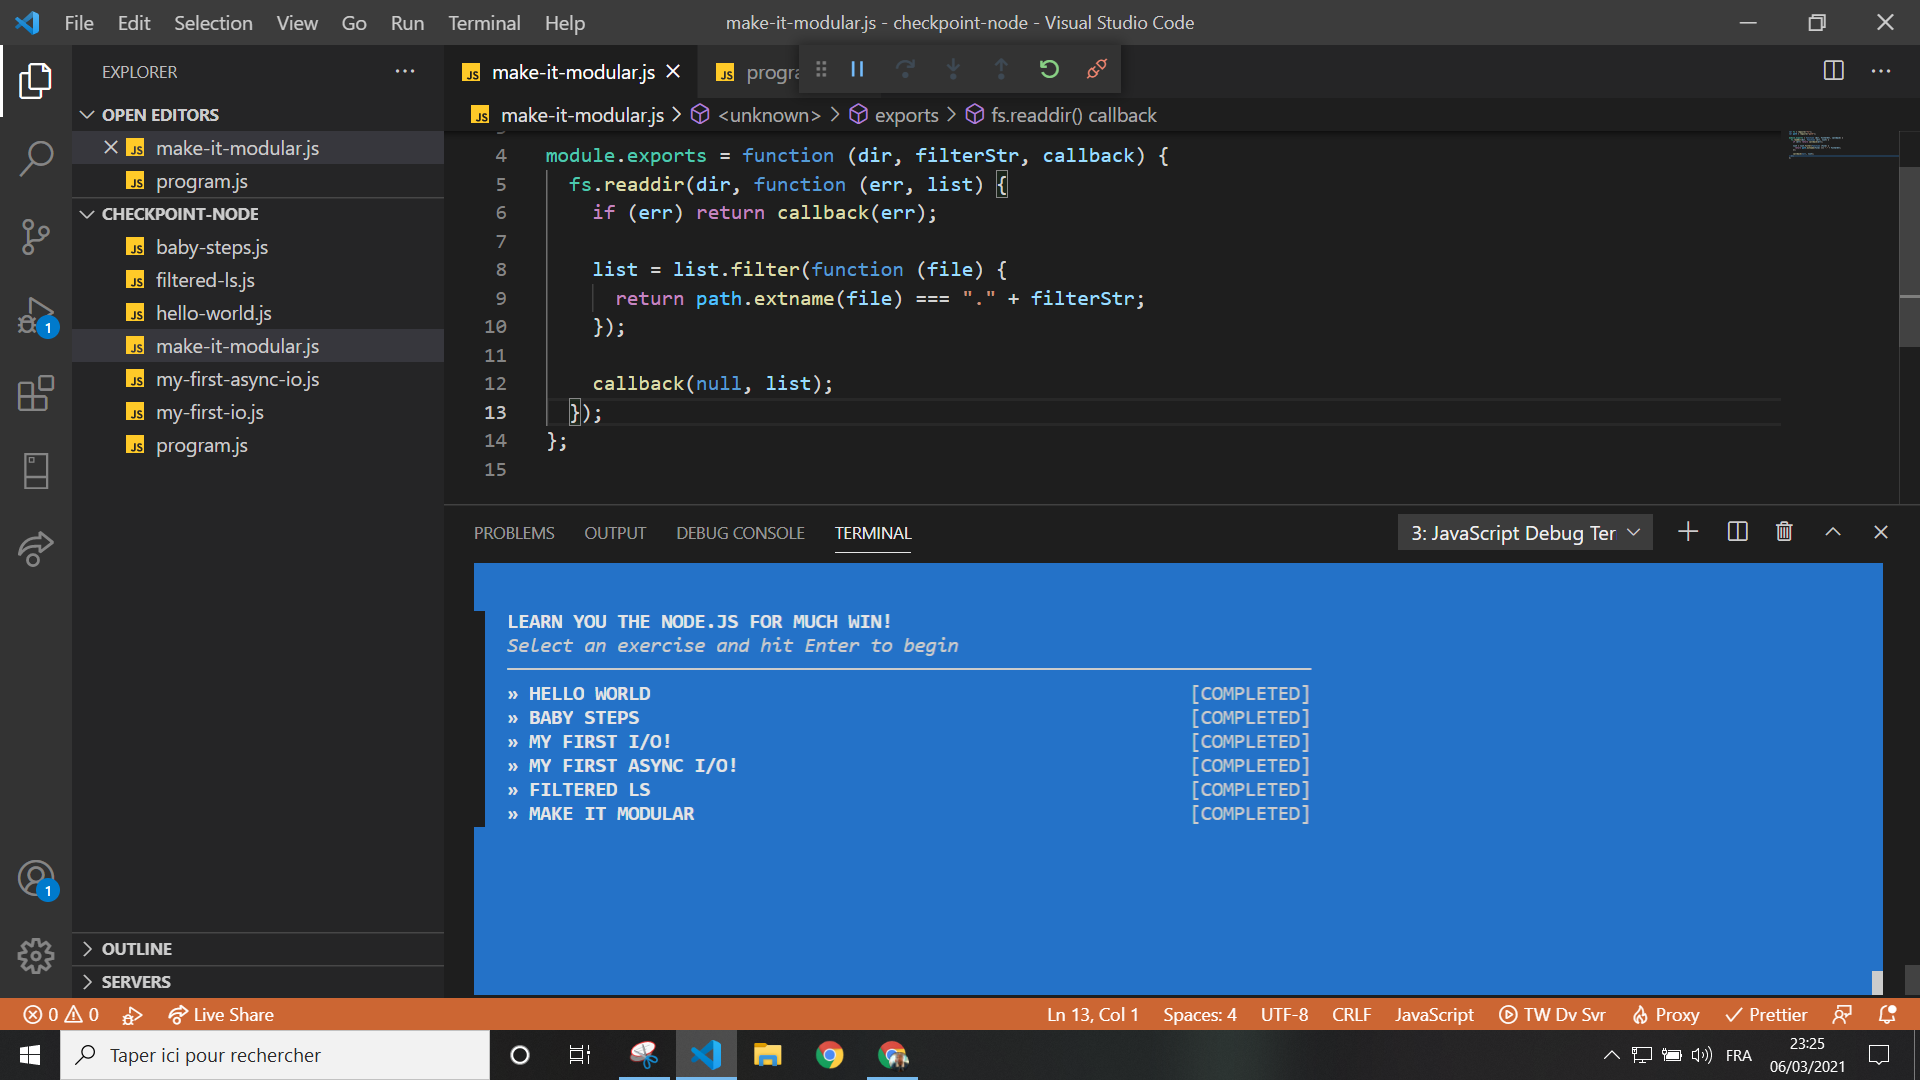 File Edit Selection View Go Run Terminal Help
make-it-modular.js - checkpoint-node - Visual Studio Code
EXPLORER
OPEN EDITORS
make-it-modular.js
program.js
CHECKPOINT-NODE
baby-steps.js
filtered-ls.js
hello-world.js
make-it-modular.js
my-first-async-io.js
my-first-io.js
program.js
OUTLINE
SERVERS
1
1
make-it-modular.js
progra
make-it-modular.js > <unknown> > exports > fs.readdir() callback
4 module.exports = function (dir, filterStr, callback) {
5 fs.readdir(dir, function (err, list) {
6 if (err) return callback(err);
7
8 list = list.filter(function (file) {
9 return path.extname(file) === "." + filterStr;
10 });
11
12 callback(null, list);
13 });
14 };
15
PROBLEMS OUTPUT DEBUG CONSOLE TERMINAL
3: JavaScript Debug Ter
LEARN YOU THE NODE.JS FOR MUCH WIN!
Select an exercise and hit Enter to begin
» HELLO WORLD [COMPLETED]
» BABY STEPS [COMPLETED]
» MY FIRST I/O! [COMPLETED]
» MY FIRST ASYNC I/O! [COMPLETED]
» FILTERED LS [COMPLETED]
» MAKE IT MODULAR [COMPLETED]
0 0 Live Share
Ln 13, Col 1 Spaces: 4 UTF-8 CRLF JavaScript TW Dv Svr Proxy Prettier
Taper ici pour rechercher
FRA
23:25
06/03/2021